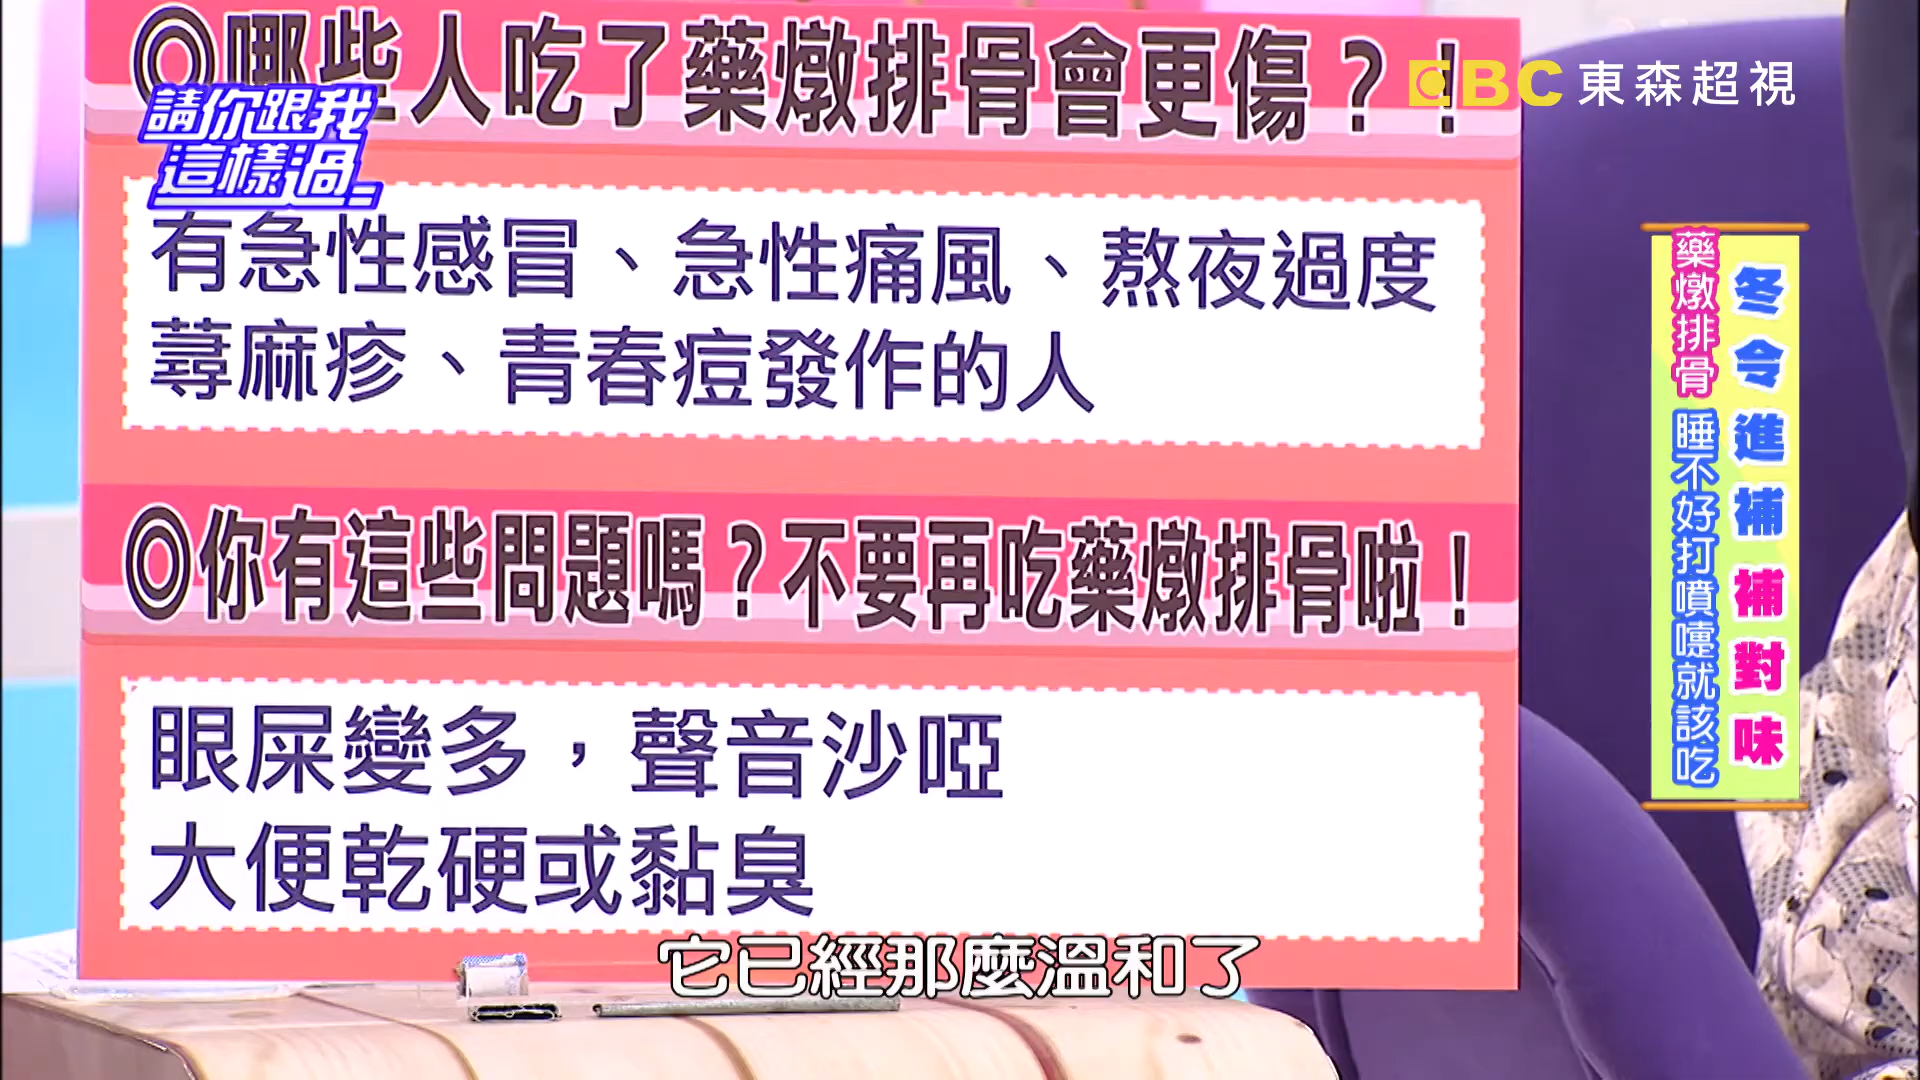 ◎哪些人吃了藥燉排骨會更傷？！
請你跟我
這樣過
EBC 東森超視
有急性感冒、急性痛風、熬夜過度
蕁麻疹、青春痘發作的人
◎你有這些問題嗎？不要再吃藥燉排骨啦！
眼屎變多，聲音沙啞
大便乾硬或黏臭
冬令進補補對味
藥燉排骨 睡不好打噴嚏就該吃
它已經那麼溫和了